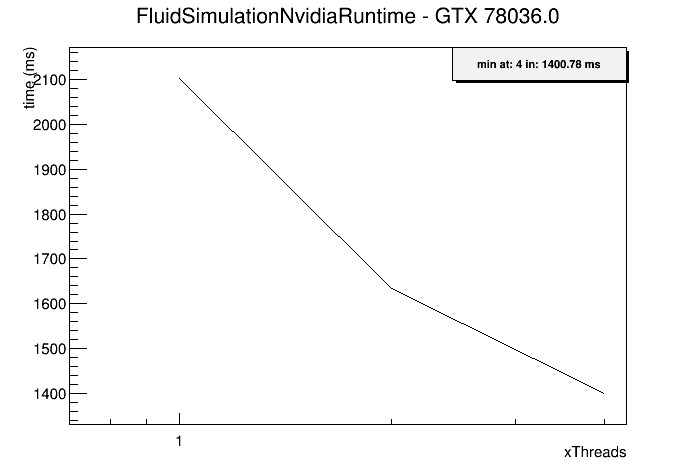 FluidSimulationNvidiaRuntime - GTX 78036.0
min at: 4 in: 1400.78 ms
time (ms)
2100
2000
1900
1800
1700
1600
1500
1400
1
xThreads